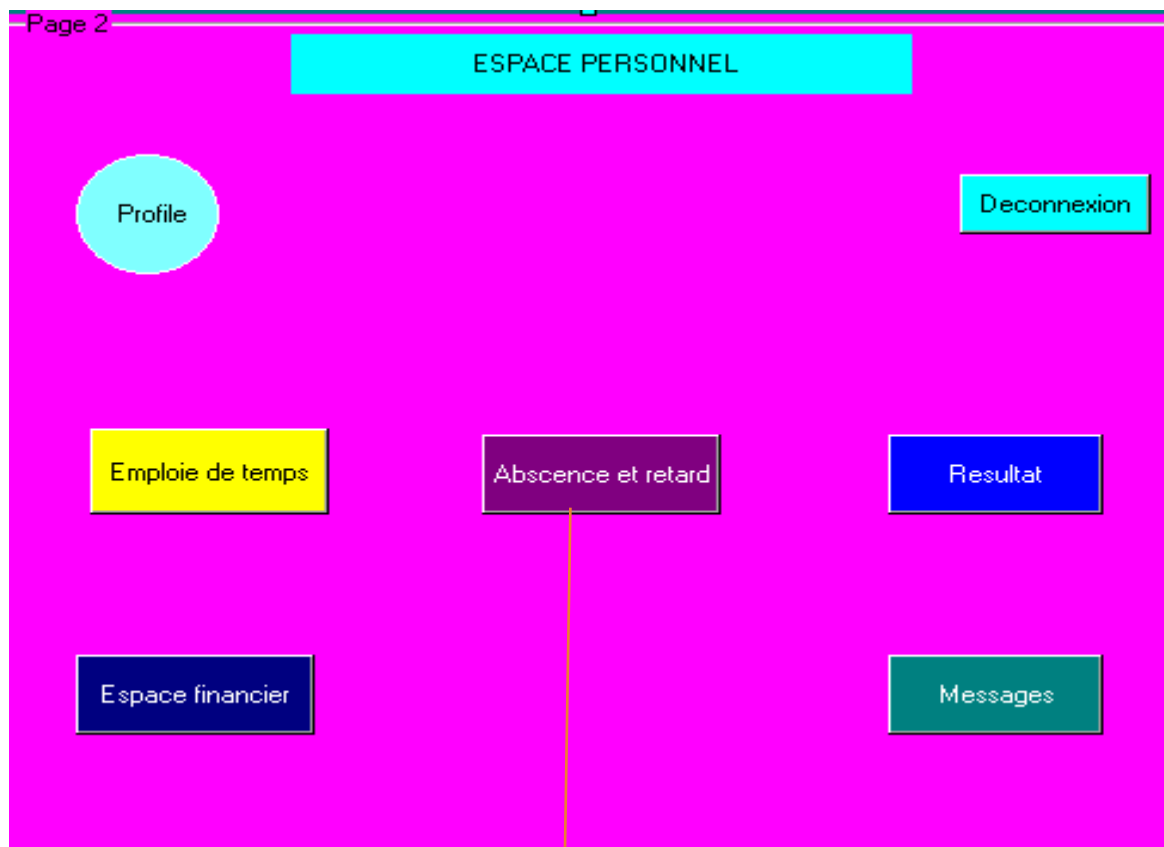 Page 2
ESPACE PERSONNEL
Profile
Deconnexion
Emploie de temps
Abscence et retard
Resultat
Espace financier
Messages